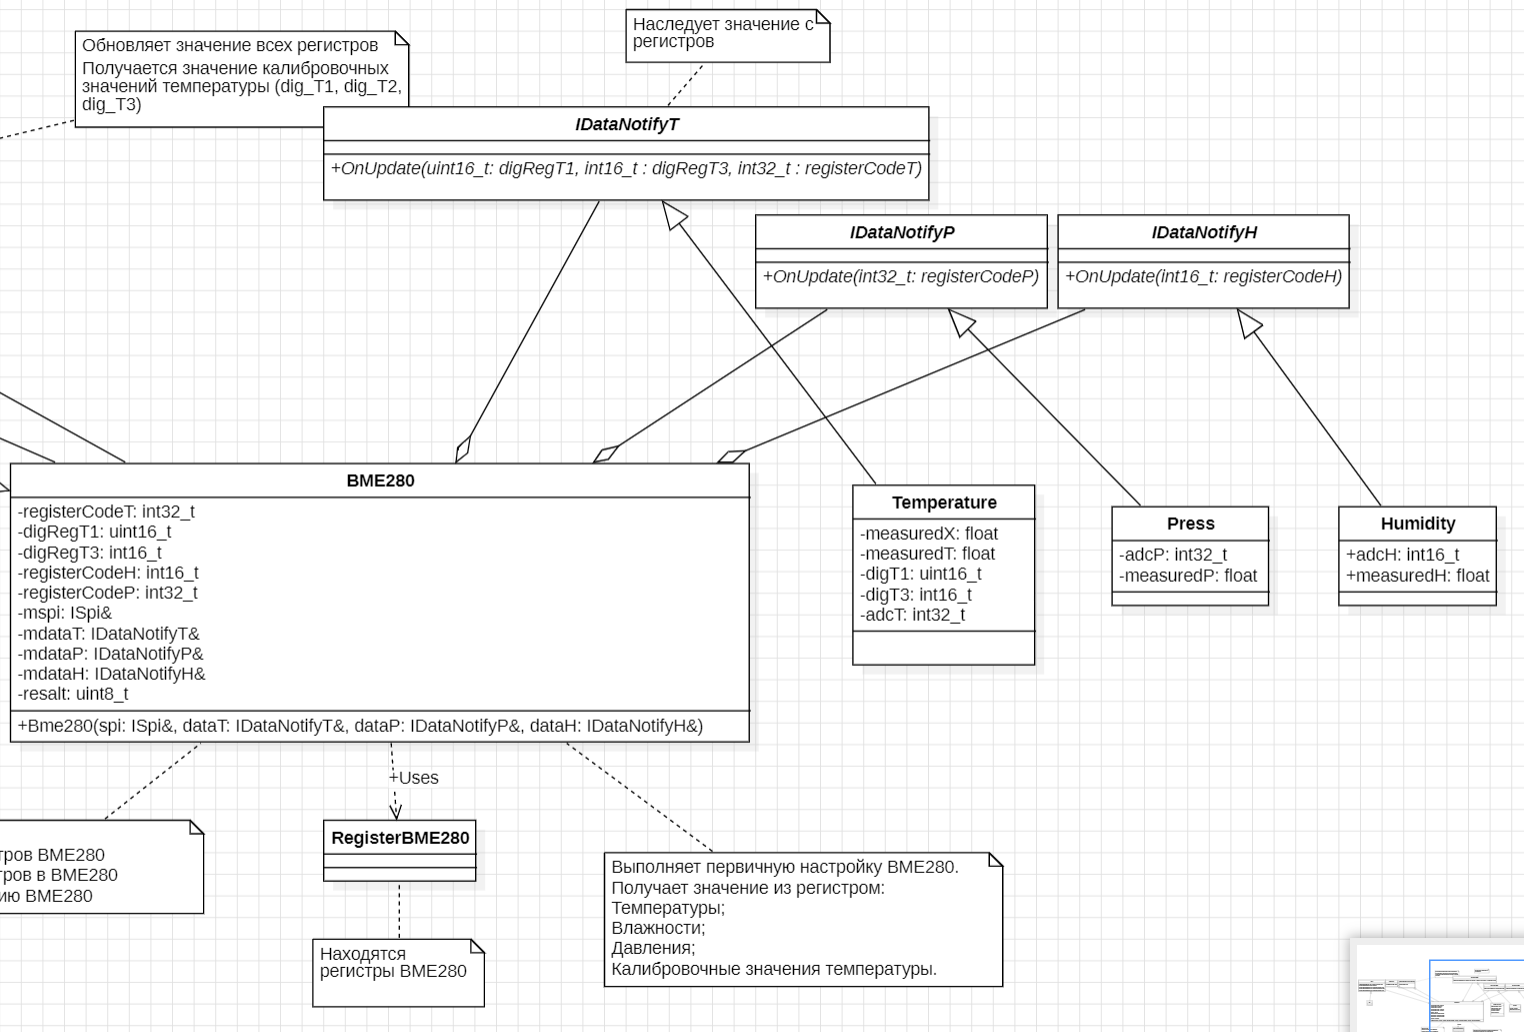 Наследует значение с
регистров
Обновляет значение всех регистров
Получается значение калибровочных
значений температуры (dig_T1, dig_T2,
dig_T3)
IDataNotifyT
+OnUpdate(uint16_t: digRegT1, int16_t : digRegT3, int32_t : registerCodeT)
IDataNotifyP
+OnUpdate(int32_t: registerCodeP)
IDataNotifyH
+OnUpdate(int16_t: registerCodeH)
BME280
-registerCodeT: int32_t
-digRegT1: uint16_t
-digRegT3: int16_t
-registerCodeH: int16_t
-registerCodeP: int32_t
-mspi: ISpi&
-mdataT: IDataNotifyT&
-mdataP: IDataNotifyP&
-mdataH: IDataNotifyH&
-resalt: uint8_t
+Bme280(spi: ISpi&, dataT: IDataNotifyT&, dataP: IDataNotifyP&, dataH: IDataNotifyH&)
Temperature
-measuredX: float
-measuredT: float
-digT1: uint16_t
-digT3: int16_t
-adcT: int32_t
Press
-adcP: int32_t
-measuredP: float
Humidity
+adcH: int16_t
+measuredH: float
+Uses
RegisterBME280
тров BME280
тров в BME280
ию BME280
Находятся
регистры BME280
Выполняет первичную настройку BME280.
Получает значение из регистром:
Температуры;
Влажности;
Давления;
Калибровочные значения температуры.